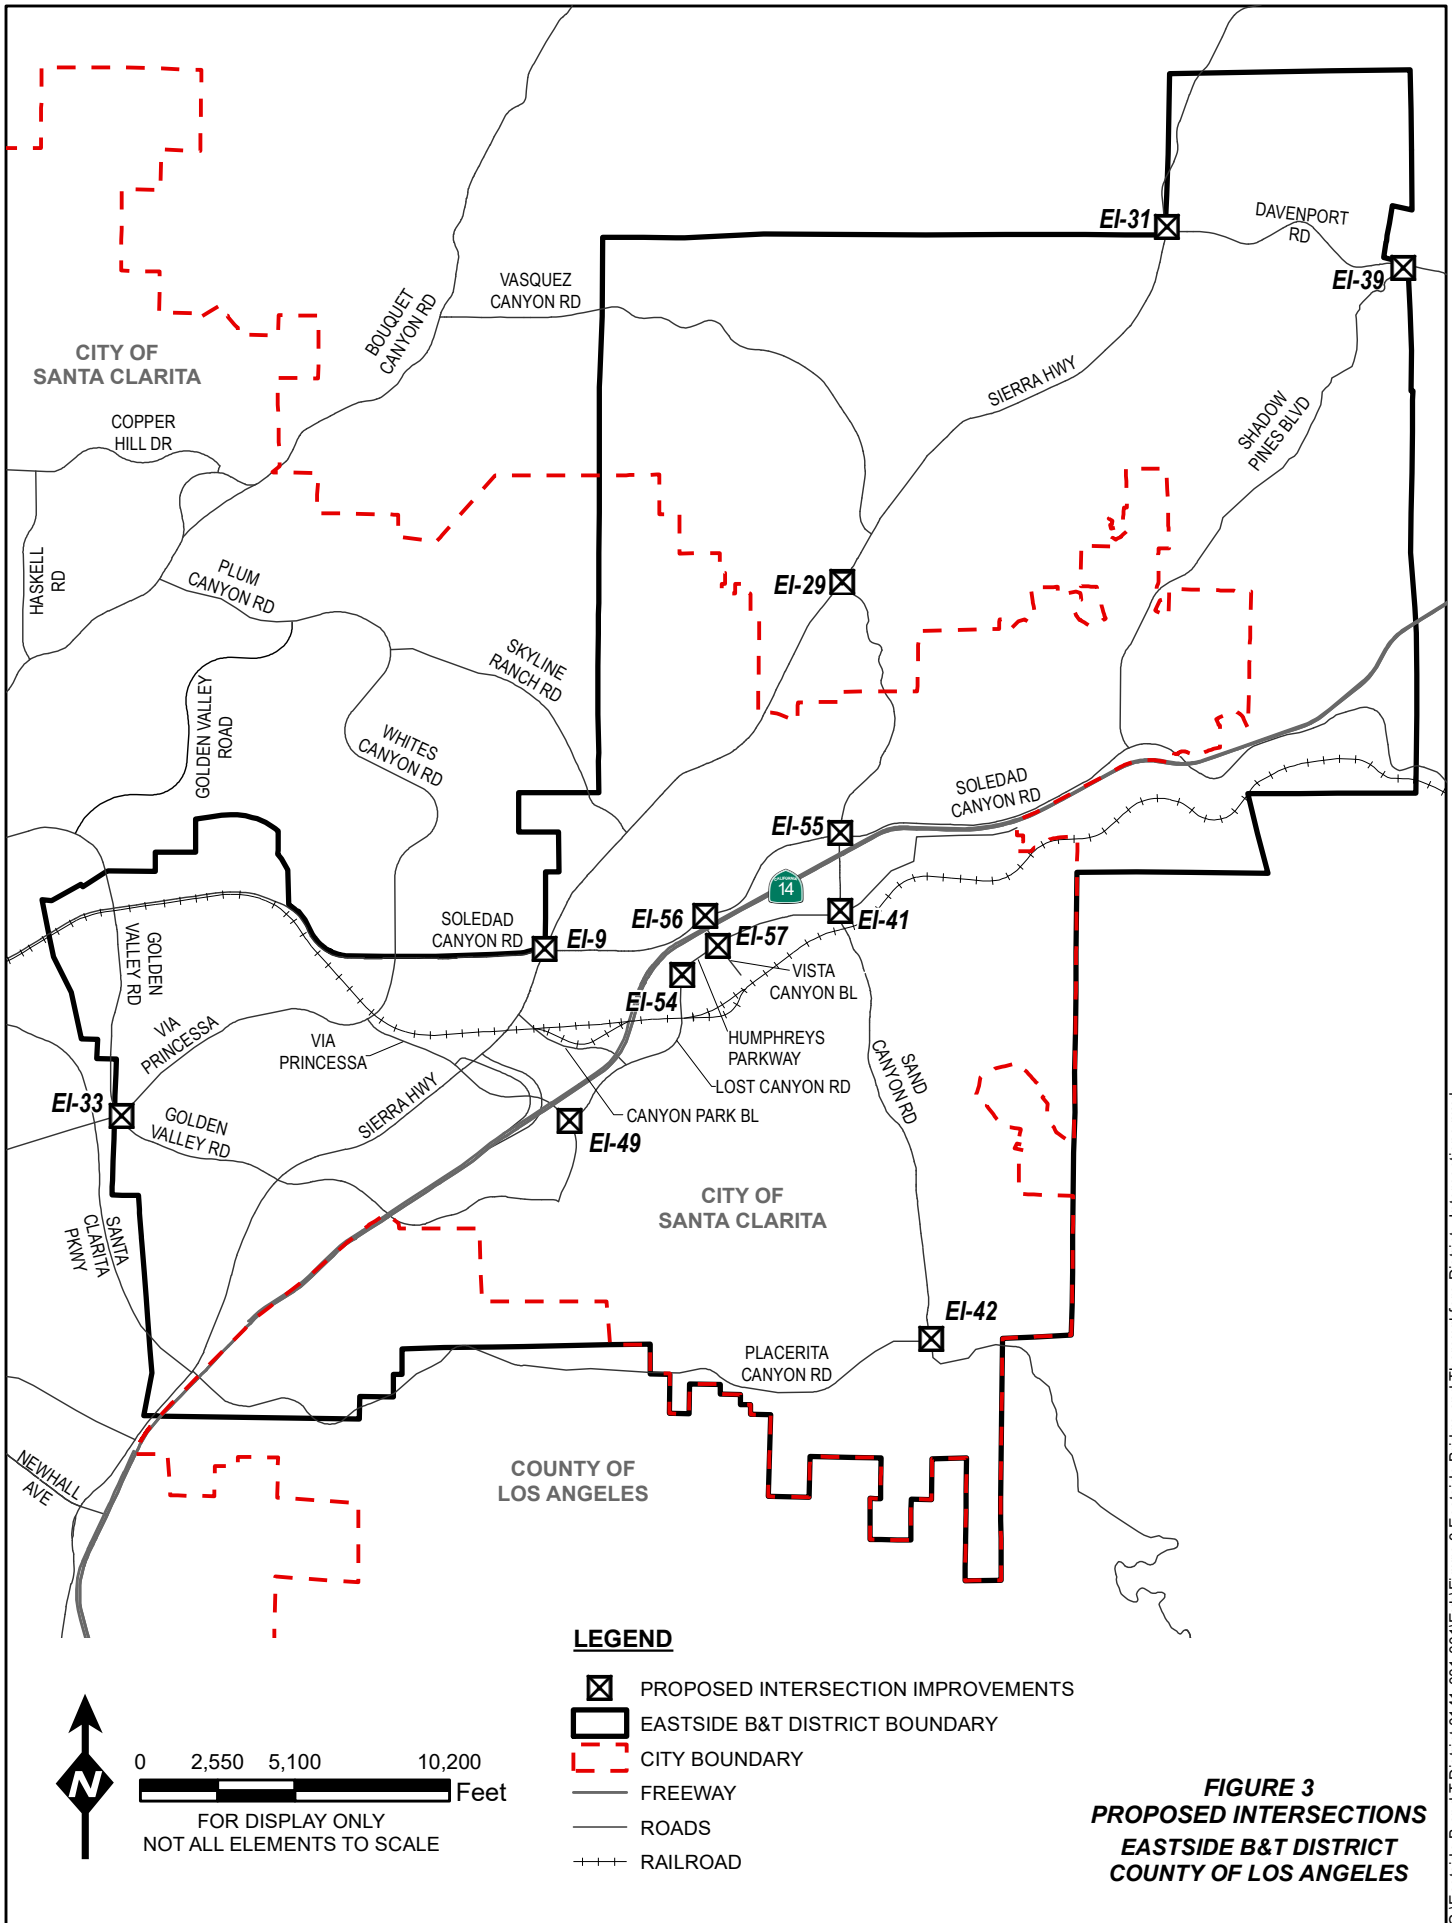 EI-31
DAVENPORT
RD
EI-39
VASQUEZ
CANYON RD
BOUQUET
CANYON RD
CITY OF
SANTA CLARITA
SIERRA HWY
SHADOW
PINES BLVD
COPPER
HILL DR
HASKELL
RD
PLUM
CANYON RD
EI-29
SKYLINE
RANCH RD
GOLDEN VALLEY
ROAD
WHITES
CANYON RD
SOLEDAD
CANYON RD
EI-55
CALIFORNIA
14
EI-56
EI-41
SOLEDAD
CANYON RD
EI-9
EI-57
GOLDEN
VALLEY RD
VISTA
CANYON BL
EI-54
VIA
PRINCESSA
VIA
PRINCESSA
HUMPHREYS
PARKWAY
SAND
CANYON RD
LOST CANYON RD
EI-33
SIERRA HWY
CANYON PARK BL
GOLDEN
VALLEY RD
EI-49
CITY OF
SANTA CLARITA
SANTA
CLARITA
PKWY
EI-42
PLACERITA
CANYON RD
NEWHALL
AVE
COUNTY OF
LOS ANGELES
LEGEND
PROPOSED INTERSECTION IMPROVEMENTS
EASTSIDE B&T DISTRICT BOUNDARY
CITY BOUNDARY
FREEWAY
ROADS
RAILROAD
N
0 2,550 5,100 10,200
Feet
FOR DISPLAY ONLY
NOT ALL ELEMENTS TO SCALE
FIGURE 3
PROPOSED INTERSECTIONS
EASTSIDE B&T DISTRICT
COUNTY OF LOS ANGELES